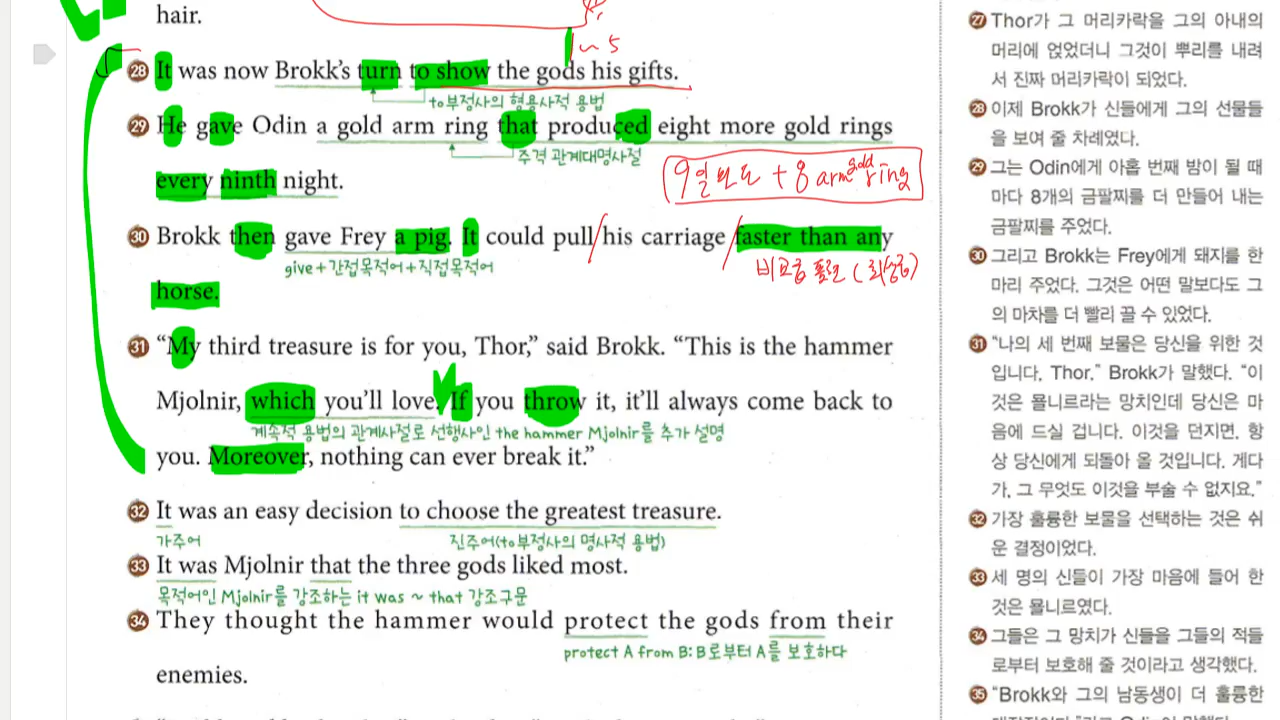 hair.
~5
28 It was now Brokk's turn to show the gods his gifts.
to부정사의 형용사적 용법
29 He gave Odin a gold arm ring that produced eight more gold rings
주격 관계대명사절
every ninth night.
9일 + 8 arm gold ring
30 Brokk then gave Frey a pig. It could pull/his carriage/faster than any
give+간접목적어+직접목적어
비교급 표현 (최상급)
horse.
31 “My third treasure is for you, Thor,” said Brokk. “This is the hammer
Mjolnir, which you'll love. If you throw it, it'll always come back to
계속적 용법의 관계사절로 선행사인 the hammer Mjolnir를 추가 설명
you. Moreover, nothing can ever break it.”
32 It was an easy decision to choose the greatest treasure.
가주어
진주어(to부정사의 명사적 용법)
33 It was Mjolnir that the three gods liked most.
목적어인 Mjolnir를 강조하는 it was ~ that 강조구문
34 They thought the hammer would protect the gods from their
protect A from B: B로부터 A를 보호하다
enemies.
27 Thor가 그 머리카락을 그의 아내의
머리에 얹었더니 그것이 뿌리를 내려
서 진짜 머리카락이 되었다.
28 이제 Brokk가 신들에게 그의 선물들
을 보여 줄 차례였다.
29 그는 Odin에게 아홉 번째 밤이 될 때
마다 8개의 금팔찌를 더 만들어 내는
금팔찌를 주었다.
30 그리고 Brokk는 Frey에게 돼지를 한
마리 주었다. 그것은 어떤 말보다도 그
의 마차를 더 빨리 끌 수 있었다.
31 “나의 세 번째 보물은 당신을 위한 것
입니다, Thor.” Brokk가 말했다. “이
것은 묠니르라는 망치인데 당신은 마
음에 드실 겁니다. 이것을 던지면, 항
상 당신에게 되돌아 올 것입니다. 게다
가, 그 무엇도 이것을 부술 수 없지요.”
32 가장 훌륭한 보물을 선택하는 것은 쉬
운 결정이었다.
33 세 명의 신들이 가장 마음에 들어 한
것은 묠니르였다.
34 그들은 그 망치가 신들을 그들의 적들
로부터 보호해 줄 것이라고 생각했다.
35 “Brokk와 그의 남동생이 더 훌륭한